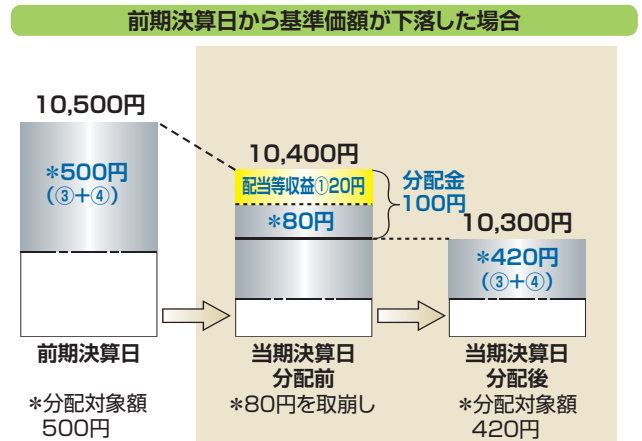 前期決算日から基準価額が下落した場合
10,500円
*500円
(③+④)
前期決算日
*分配対象額
500円
10,400円
配当等収益①20円
*80円
分配金
100円
当期決算日
分配前
*80円を取崩し
10,300円
*420円
(③+④)
当期決算日
分配後
*分配対象額
420円